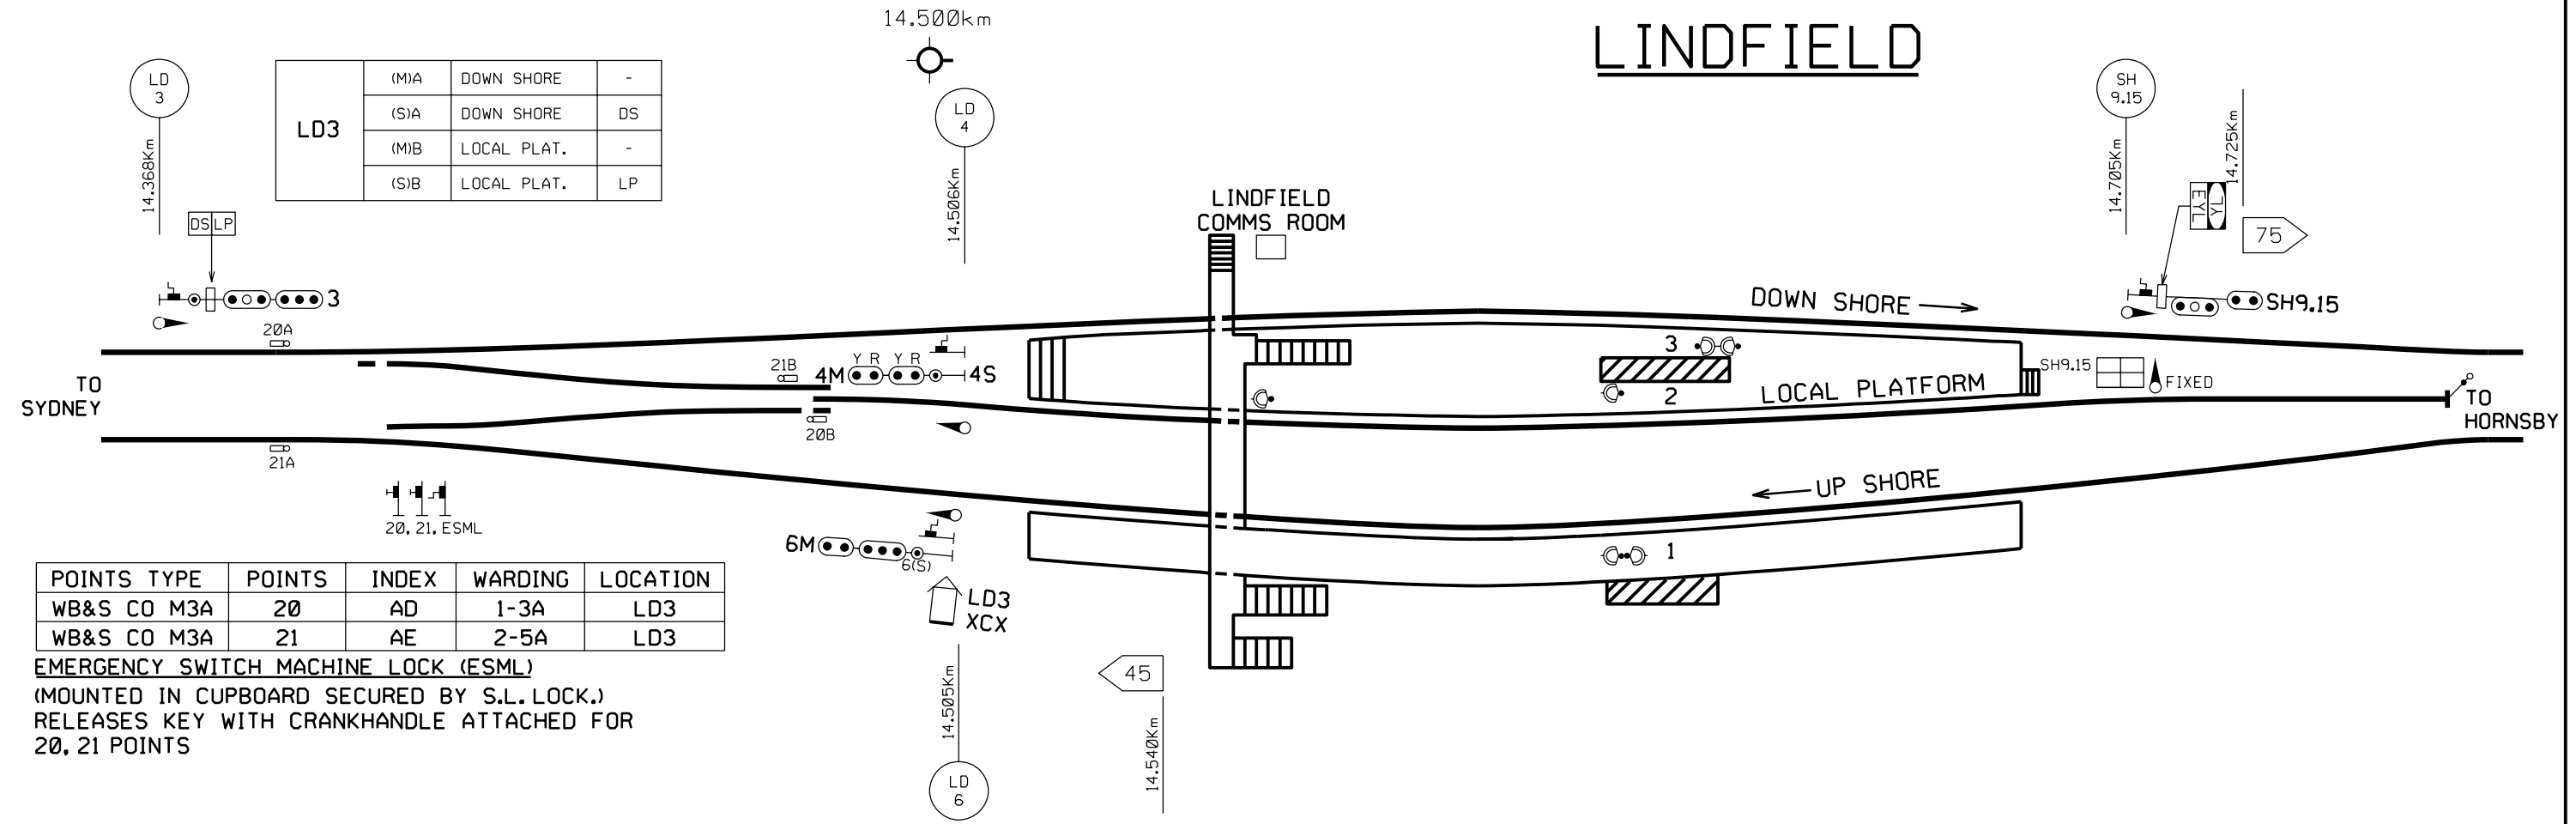 14.500km
LINDFIELD
LD
3
14.368Km
LD3
(M)A DOWN SHORE -
(S)A DOWN SHORE DS
(M)B LOCAL PLAT. -
(S)B LOCAL PLAT. LP
LD
4
14.506Km
SH
9.15
14.705Km
14.725Km
EYL
YL
75
DS LP
3
LINDFIELD
COMMS ROOM
DOWN SHORE
SH9.15
20A
21B
Y R Y R
4M
4S
3
2
LOCAL PLATFORM
SH9.15
FIXED
TO
SYDNEY
TO
HORNSBY
20B
21A
UP SHORE
20, 21, ESML
6M
6(S)
1
LD3
XCX
POINTS TYPE POINTS INDEX WARDING LOCATION
WB&S CO M3A 20 AD 1-3A LD3
WB&S CO M3A 21 AE 2-5A LD3
EMERGENCY SWITCH MACHINE LOCK (ESML)
(MOUNTED IN CUPBOARD SECURED BY S.L. LOCK.)
RELEASES KEY WITH CRANKHANDLE ATTACHED FOR
20, 21 POINTS
14.505Km
LD
6
45
14.540Km